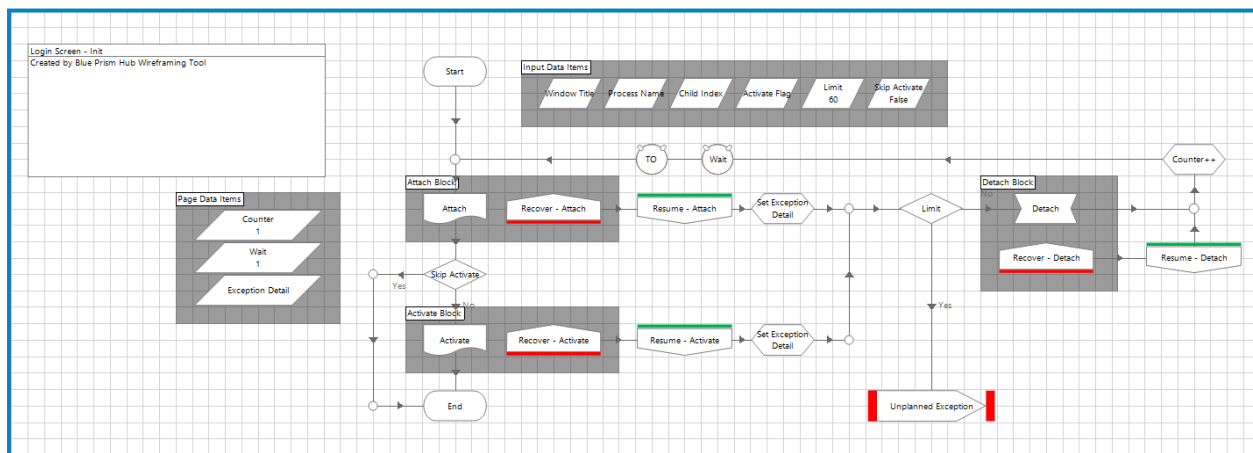 Login Screen - Init
Created by Blue Prism Hub Wireframing Tool
Start
Input Data Items
Window Title
Process Name
Child Index
Activate Flag
Limit
60
Skip Activate
False
TO
Wait
Counter++
Page Data Items
Counter
1
Wait
1
Exception Detail
Attach Block
Attach
Recover - Attach
Resume - Attach
Set Exception
Detail
Limit
No
Detach Block
Detach
Recover - Detach
Resume - Detach
Skip Activate
Yes
No
Activate Block
Activate
Recover - Activate
Resume - Activate
Set Exception
Detail
Yes
End
Unplanned Exception